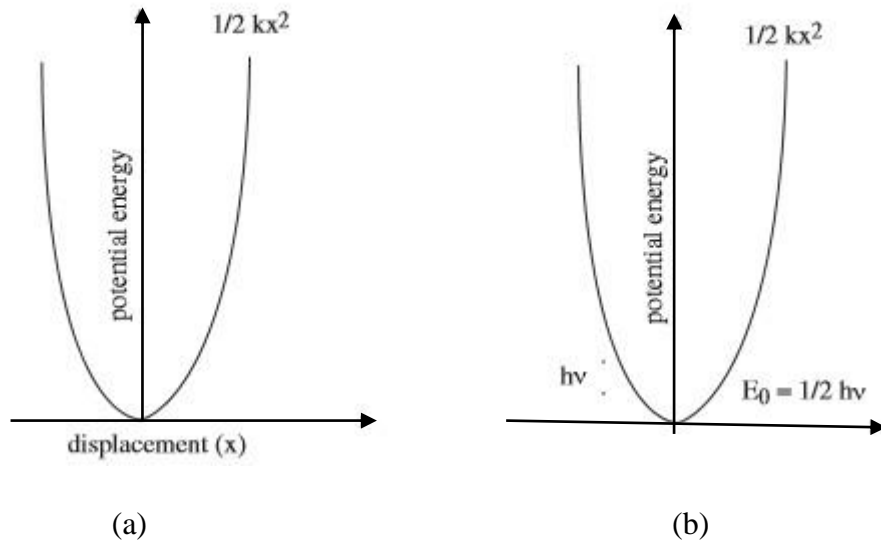 1/2 kx²
potential energy
displacement (x)
(a)
1/2 kx²
potential energy
hν
E₀ = 1/2 hν
(b)